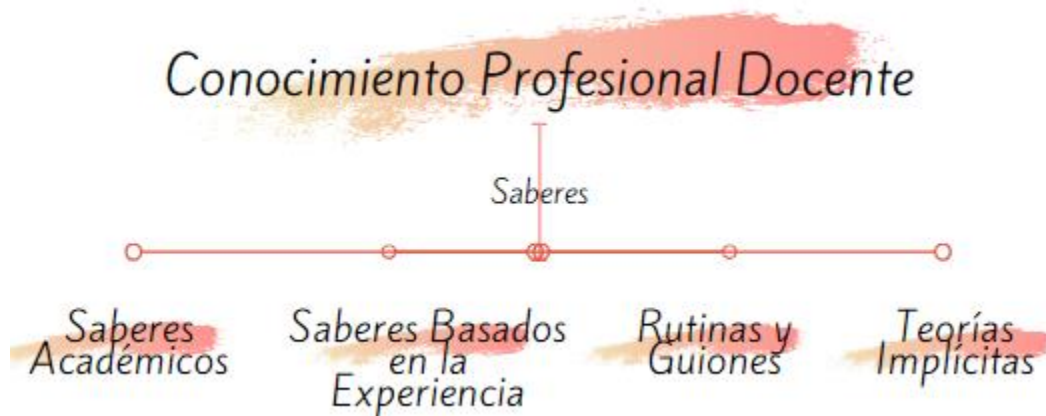 Conocimiento Profesional Docente
Saberes
Saberes
Académicos
Saberes Basados
en la
Experiencia
Rutinas y
Guiones
Teorías
Implícitas